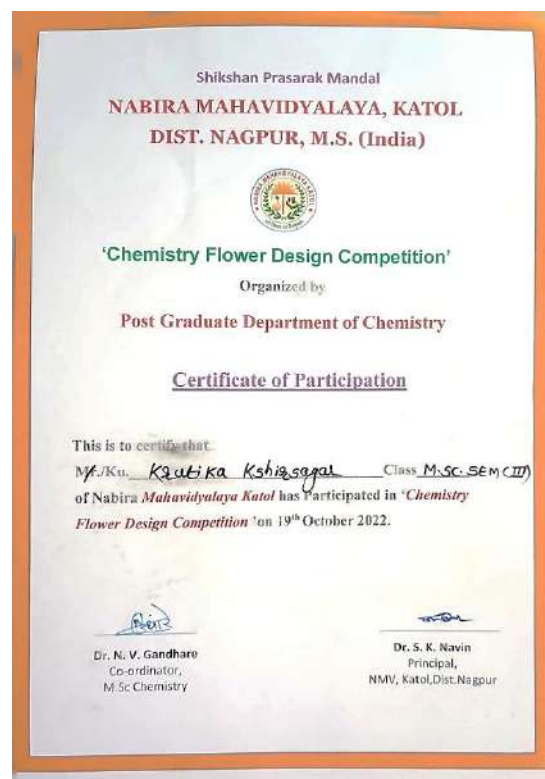 Shikshan Prasarak Mandal
NABIRA MAHAVIDYALAYA, KATOL
DIST. NAGPUR, M.S. (India)
‘Chemistry Flower Design Competition’
Organized by
Post Graduate Department of Chemistry
Certificate of Participation
This is to certify that
Mr./Ku. Krutika Kshirsagar Class M.SC. SEM (III)
of Nabira Mahavidyalaya Katol has Participated in ‘Chemistry
Flower Design Competition ‘on 19th October 2022.
Dr. N. V. Gandhare
Co-ordinator,
M.Sc Chemistry
Dr. S. K. Navin
Principal,
NMV, Katol,Dist.Nagpur